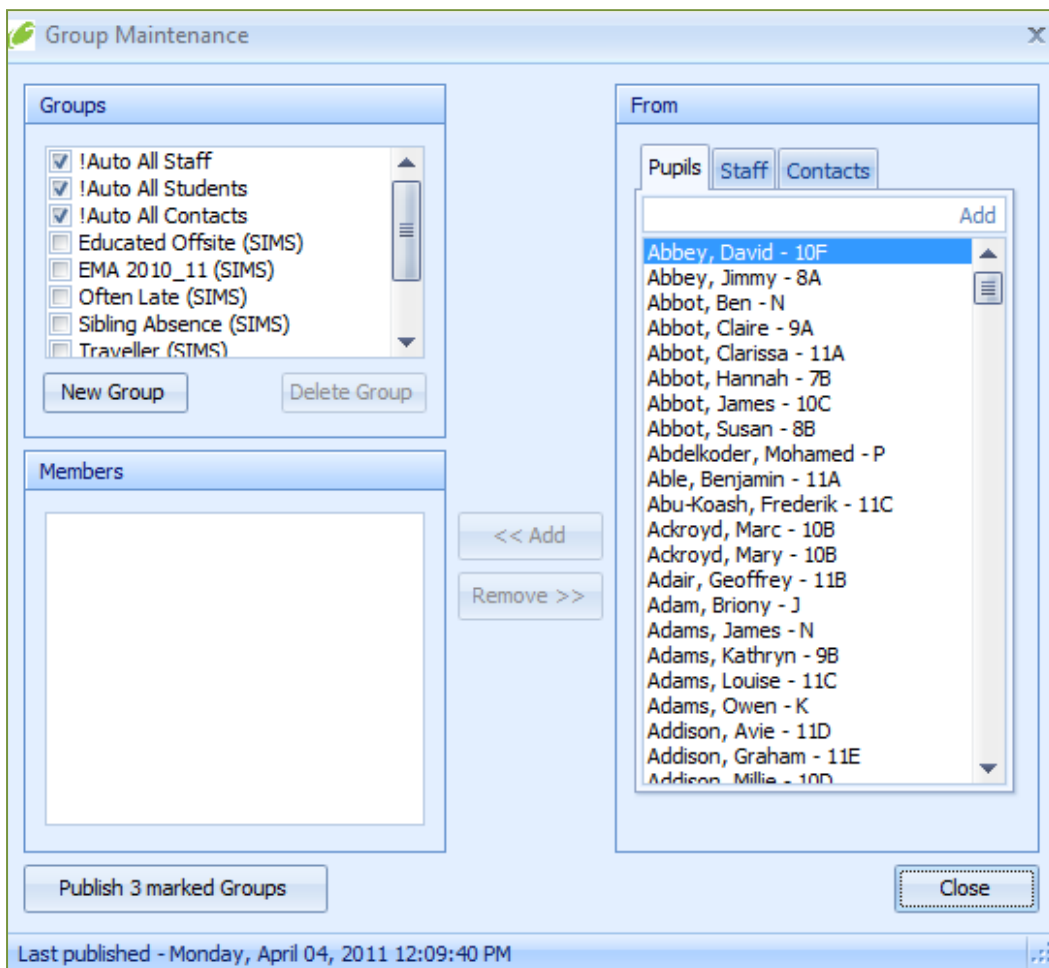 Group Maintenance
Groups
!Auto All Staff
!Auto All Students
!Auto All Contacts
Educated Offsite (SIMS)
EMA 2010_11 (SIMS)
Often Late (SIMS)
Sibling Absence (SIMS)
Traveller (SIMS)
New Group
Delete Group
Members
<< Add
Remove >>
From
Pupils Staff Contacts
Add
Abbey, David - 10F
Abbey, Jimmy - 8A
Abbot, Ben - N
Abbot, Claire - 9A
Abbot, Clarissa - 11A
Abbot, Hannah - 7B
Abbot, James - 10C
Abbot, Susan - 8B
Abdelkoder, Mohamed - P
Able, Benjamin - 11A
Abu-Koash, Frederik - 11C
Ackroyd, Marc - 10B
Ackroyd, Mary - 10B
Adair, Geoffrey - 11B
Adam, Briony - J
Adams, James - N
Adams, Kathryn - 9B
Adams, Louise - 11C
Adams, Owen - K
Addison, Avie - 11D
Addison, Graham - 11E
Addison, Millie - 10D
Publish 3 marked Groups
Close
Last published - Monday, April 04, 2011 12:09:40 PM